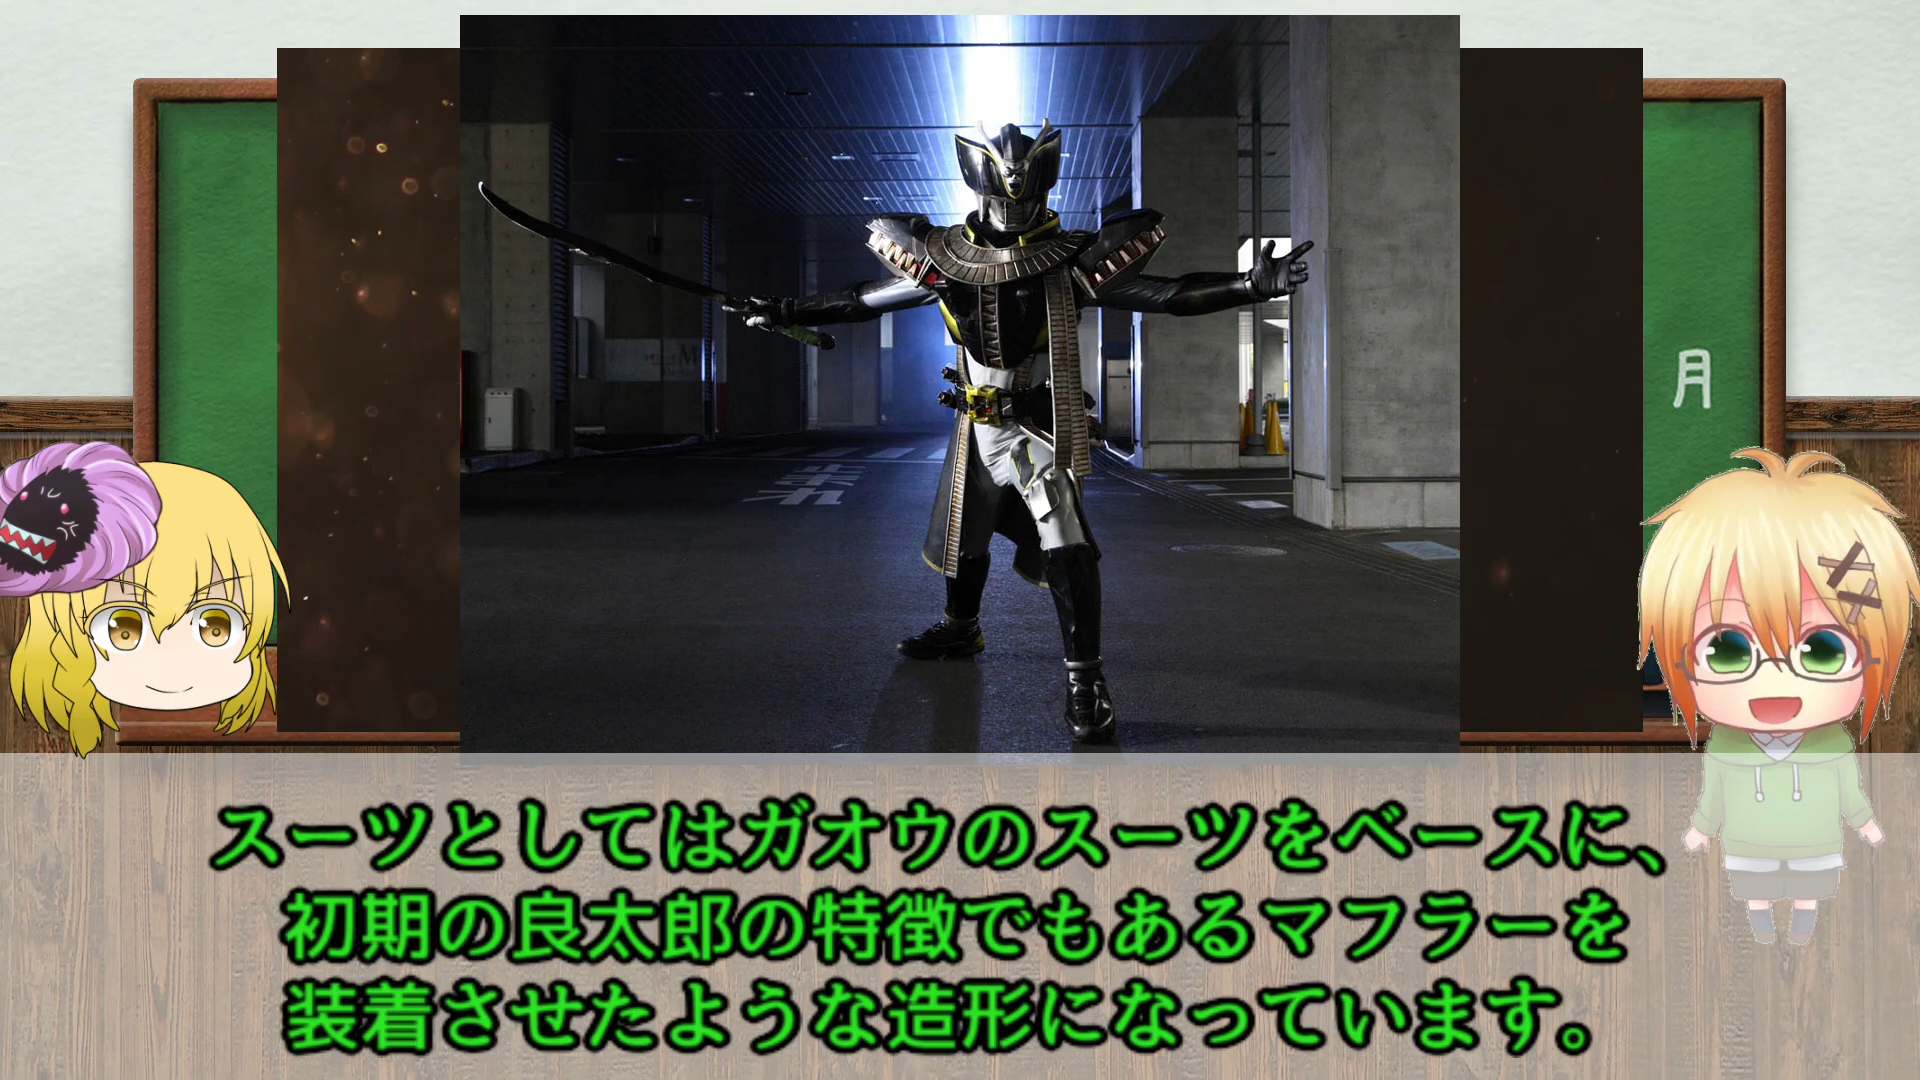 月
スーツとしてはガオウのスーツをベースに、
初期の良太郎の特徴でもあるマフラーを
装着させたような造形になっています。